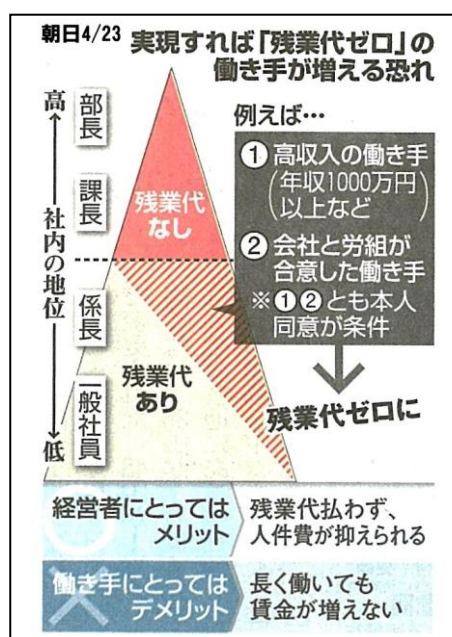 朝日4/23
実現すれば「残業代ゼロ」の
働き手が増える恐れ
高
社内の地位
低
部長
課長
係長
一般社員
残業代
なし
残業代
あり
例えば…
① 高収入の働き手
(年収1000万円
以上など)
② 会社と労組が
合意した働き手
※①②とも本人
同意が条件
残業代ゼロに
経営者にとっては
メリット
残業代払わず、
人件費が抑えられる
働き手にとっては
デメリット
長く働いても
賃金が増えない